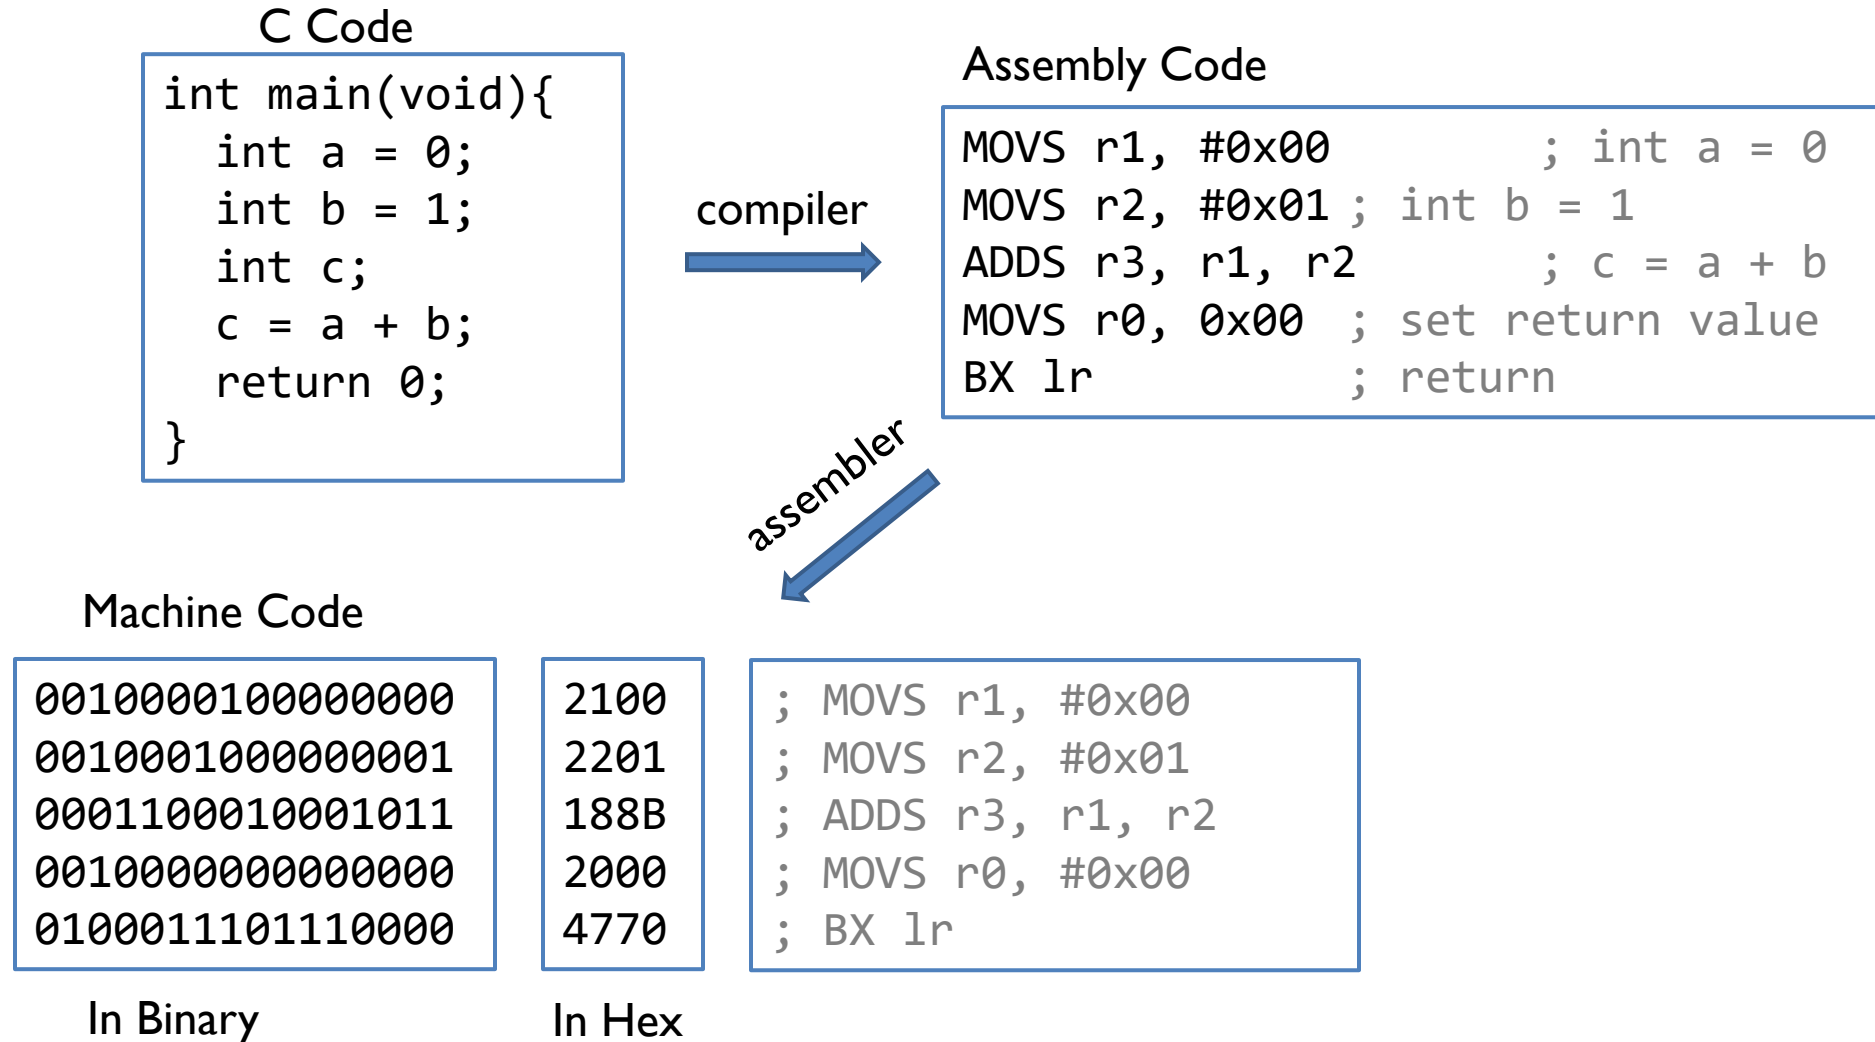 C Code
int main(void){
  int a = 0;
  int b = 1;
  int c;
  c = a + b;
  return 0;
}
compiler
Assembly Code
MOVS r1, #0x00 ; int a = 0
MOVS r2, #0x01 ; int b = 1
ADDS r3, r1, r2 ; c = a + b
MOVS r0, 0x00 ; set return value
BX lr ; return
assembler
Machine Code
0010000100000000 2100 ; MOVS r1, #0x00
0010001000000001 2201 ; MOVS r2, #0x01
0001100010001011 188B ; ADDS r3, r1, r2
0010000000000000 2000 ; MOVS r0, #0x00
0100011101110000 4770 ; BX lr
In Binary In Hex